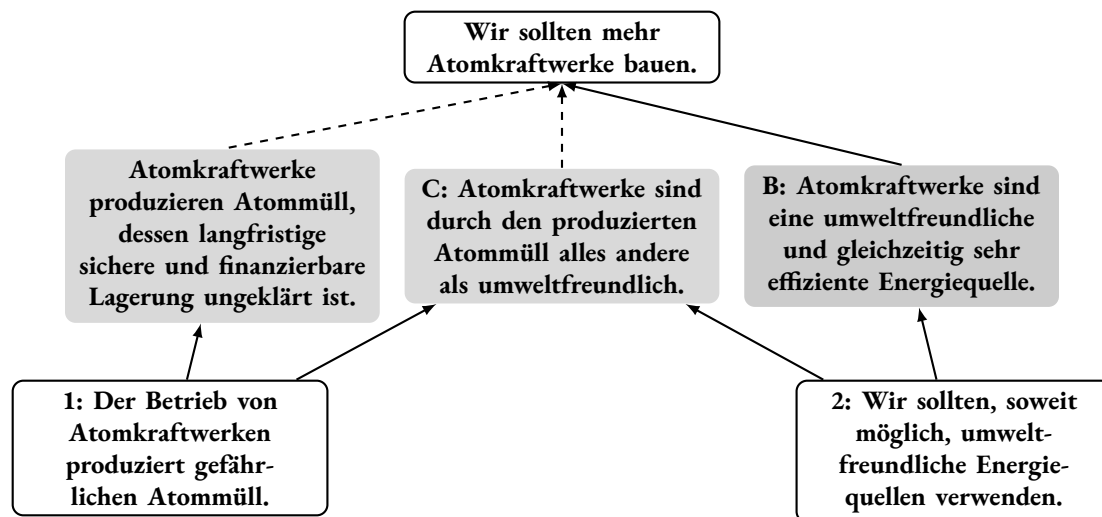 Wir sollten mehr
Atomkraftwerke bauen.
Atomkraftwerke
produzieren Atommüll,
dessen langfristige
sichere und finanzierbare
Lagerung ungeklärt ist.
C: Atomkraftwerke sind
durch den produzierten
Atommüll alles andere
als umweltfreundlich.
B: Atomkraftwerke sind
eine umweltfreundliche
und gleichzeitig sehr
effiziente Energiequelle.
1: Der Betrieb von
Atomkraftwerken
produziert gefähr-
lichen Atommüll.
2: Wir sollten, soweit
möglich, umwelt-
freundliche Energie-
quellen verwenden.